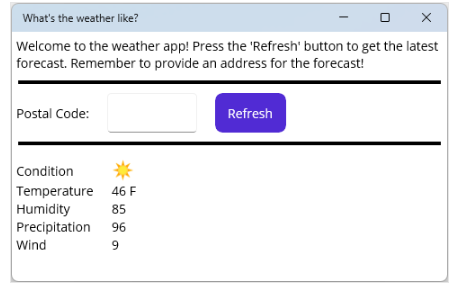 What's the weather like?
Welcome to the weather app! Press the 'Refresh' button to get the latest
forecast. Remember to provide an address for the forecast!
Postal Code: Refresh
Condition
Temperature 46 F
Humidity 85
Precipitation 96
Wind 9